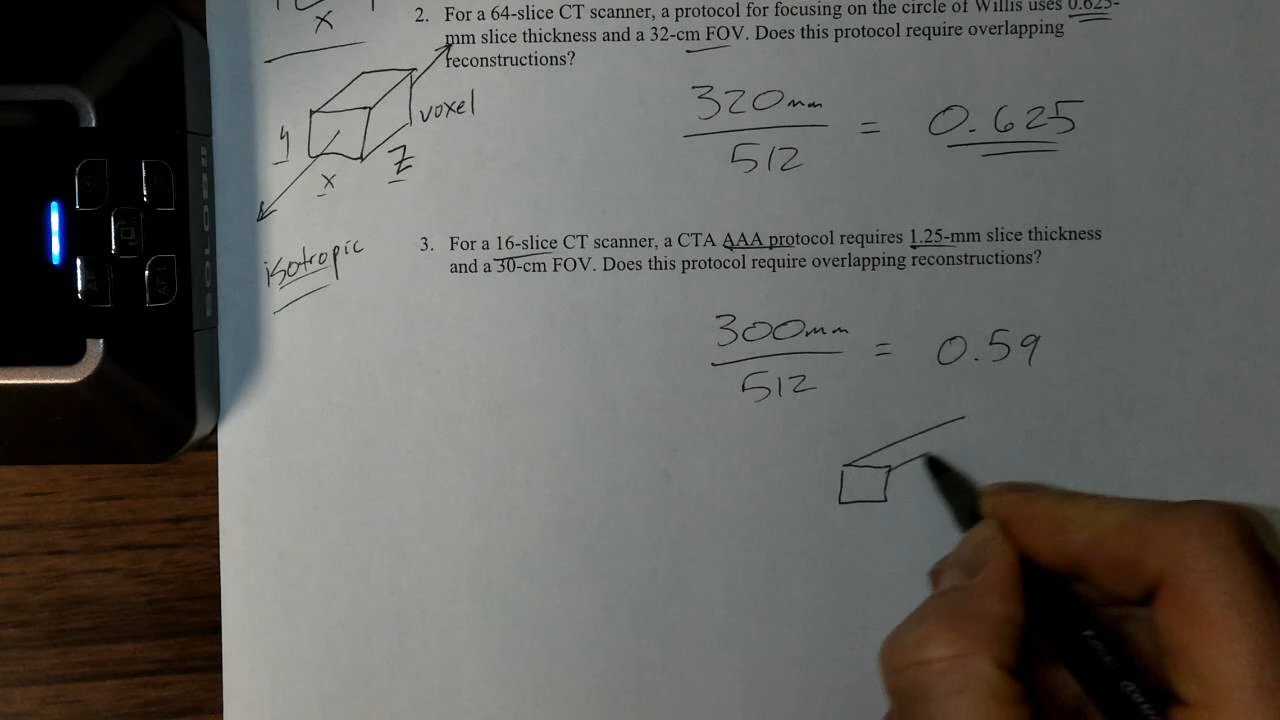 x
2. For a 64-slice CT scanner, a protocol for focusing on the circle of Willis uses 0.625-
mm slice thickness and a 32-cm FOV. Does this protocol require overlapping
reconstructions?
320mm
512
= 0.625
y
x
z
voxel
isotropic
3. For a 16-slice CT scanner, a CTA AAA protocol requires 1.25-mm slice thickness
and a 30-cm FOV. Does this protocol require overlapping reconstructions?
300mm
512
= 0.59
SOLO8
AF
AF